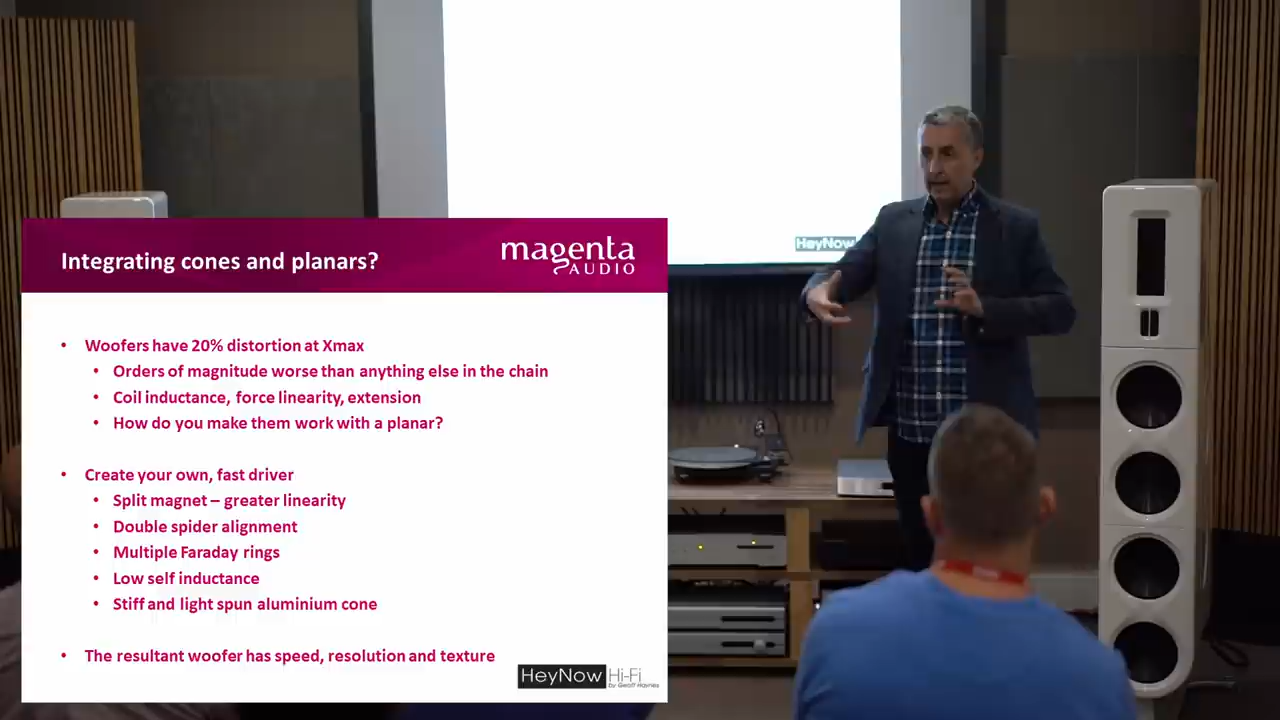 HeyNow
Integrating cones and planars?
magenta
AUDIO
• Woofers have 20% distortion at Xmax
• Orders of magnitude worse than anything else in the chain
• Coil inductance, force linearity, extension
• How do you make them work with a planar?
• Create your own, fast driver
• Split magnet – greater linearity
• Double spider alignment
• Multiple Faraday rings
• Low self inductance
• Stiff and light spun aluminium cone
• The resultant woofer has speed, resolution and texture
HeyNow Hi-Fi
by Geoff Haynes